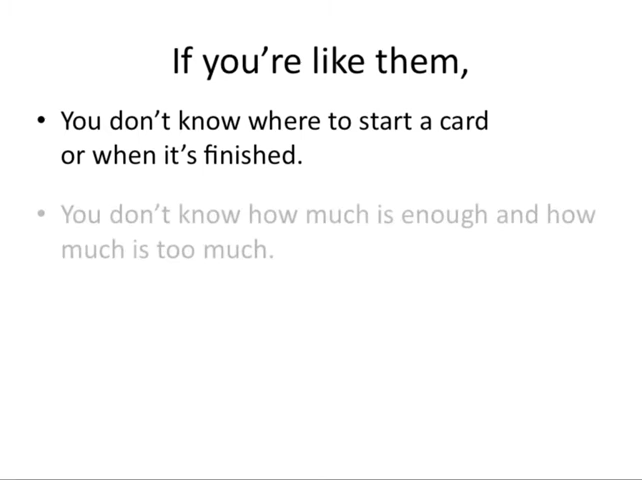 If you’re like them,
• You don’t know where to start a card
or when it’s finished.
• You don’t know how much is enough and how
much is too much.